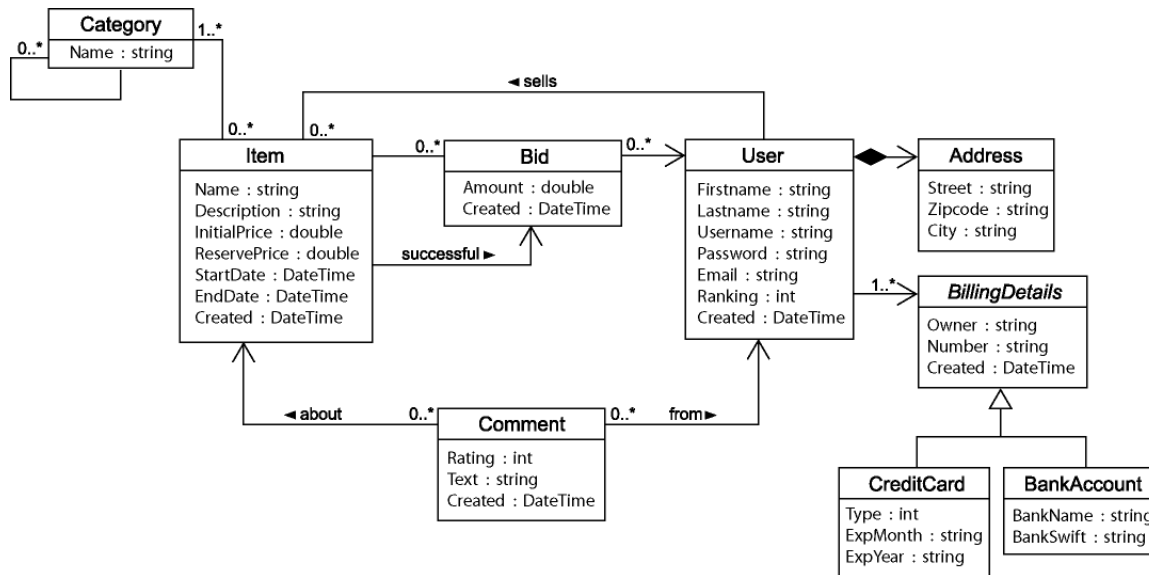 Category
0..*
1..*
Name : string
◄ sells
0..*
0..*
0..*
0..*
Item
Name : string
Description : string
InitialPrice : double
ReservePrice : double
StartDate : DateTime
EndDate : DateTime
Created : DateTime
Bid
Amount : double
Created : DateTime
successful ►
User
Firstname : string
Lastname : string
Username : string
Password : string
Email : string
Ranking : int
Created : DateTime
Address
Street : string
Zipcode : string
City : string
1..*
BillingDetails
Owner : string
Number : string
Created : DateTime
◄ about
0..*
0..*
from ►
Comment
Rating : int
Text : string
Created : DateTime
CreditCard
Type : int
ExpMonth : string
ExpYear : string
BankAccount
BankName : string
BankSwift : string